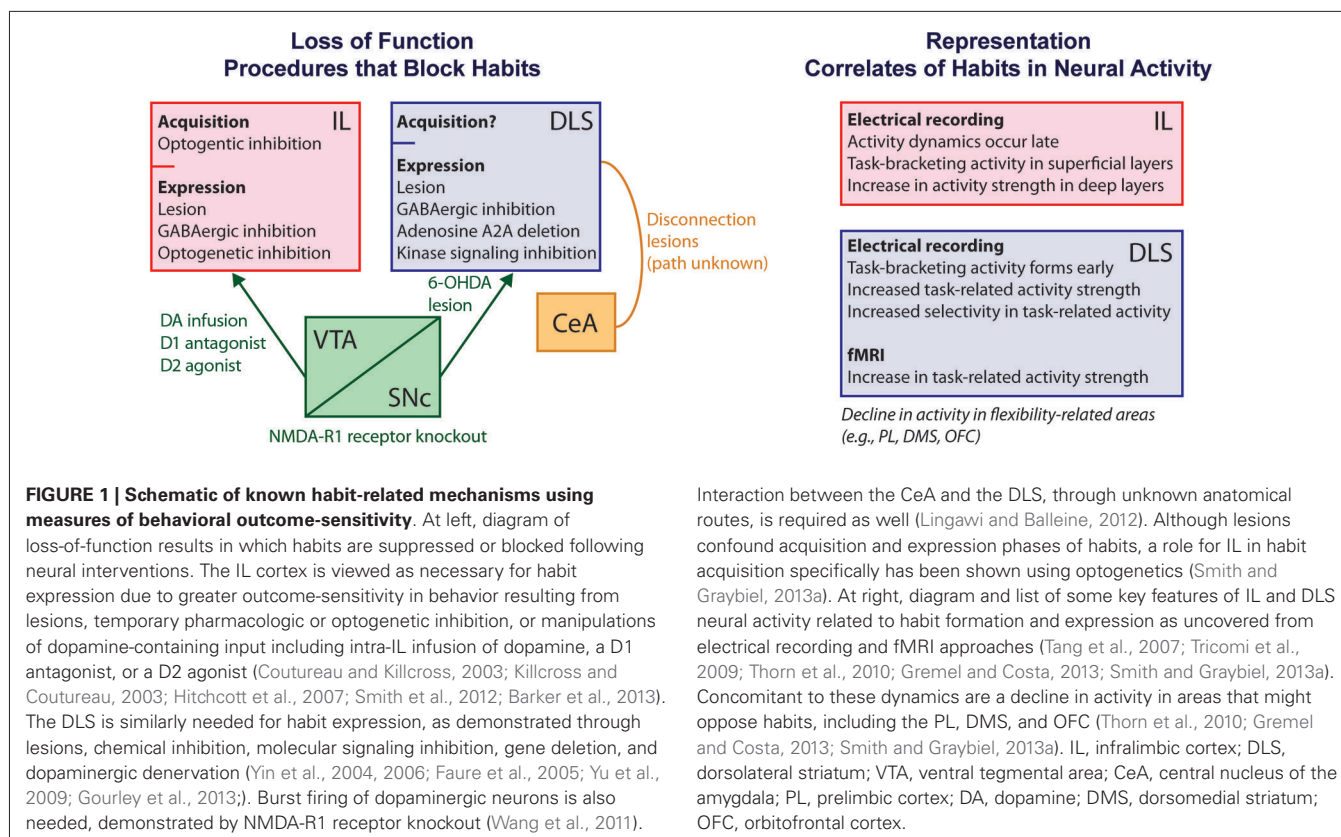 Loss of Function
Procedures that Block Habits
IL
Acquisition
Optogentic inhibition
Expression
Lesion
GABAergic inhibition
Optogenetic inhibition
DLS
Acquisition?
Expression
Lesion
GABAergic inhibition
Adenosine A2A deletion
Kinase signaling inhibition
Disconnection
lesions
(path unknown)
6-OHDA
lesion
DA infusion
D1 antagonist
D2 agonist
VTA
SNc
CeA
NMDA-R1 receptor knockout
Representation
Correlates of Habits in Neural Activity
Electrical recording
IL
Activity dynamics occur late
Task-bracketing activity in superficial layers
Increase in activity strength in deep layers
Electrical recording
DLS
Task-bracketing activity forms early
Increased task-related activity strength
Increased selectivity in task-related activity
fMRI
Increase in task-related activity strength
Decline in activity in flexibility-related areas
(e.g., PL, DMS, OFC)
FIGURE 1 | Schematic of known habit-related mechanisms using
measures of behavioral outcome-sensitivity. At left, diagram of
loss-of-function results in which habits are suppressed or blocked following
neural interventions. The IL cortex is viewed as necessary for habit
expression due to greater outcome-sensitivity in behavior resulting from
lesions, temporary pharmacologic or optogenetic inhibition, or manipulations
of dopamine-containing input including intra-IL infusion of dopamine, a D1
antagonist, or a D2 agonist (Coutureau and Killcross, 2003; Killcross and
Coutureau, 2003; Hitchcott et al., 2007; Smith et al., 2012; Barker et al., 2013).
The DLS is similarly needed for habit expression, as demonstrated through
lesions, chemical inhibition, molecular signaling inhibition, gene deletion, and
dopaminergic denervation (Yin et al., 2004, 2006; Faure et al., 2005; Yu et al.,
2009; Gourley et al., 2013;). Burst firing of dopaminergic neurons is also
needed, demonstrated by NMDA-R1 receptor knockout (Wang et al., 2011).
Interaction between the CeA and the DLS, through unknown anatomical
routes, is required as well (Lingawi and Balleine, 2012). Although lesions
confound acquisition and expression phases of habits, a role for IL in habit
acquisition specifically has been shown using optogenetics (Smith and
Graybiel, 2013a). At right, diagram and list of some key features of IL and DLS
neural activity related to habit formation and expression as uncovered from
electrical recording and fMRI approaches (Tang et al., 2007; Tricomi et al.,
2009; Thorn et al., 2010; Gremel and Costa, 2013; Smith and Graybiel, 2013a).
Concomitant to these dynamics are a decline in activity in areas that might
oppose habits, including the PL, DMS, and OFC (Thorn et al., 2010; Gremel
and Costa, 2013; Smith and Graybiel, 2013a). IL, infralimbic cortex; DLS,
dorsolateral striatum; VTA, ventral tegmental area; CeA, central nucleus of the
amygdala; PL, prelimbic cortex; DA, dopamine; DMS, dorsomedial striatum;
OFC, orbitofrontal cortex.